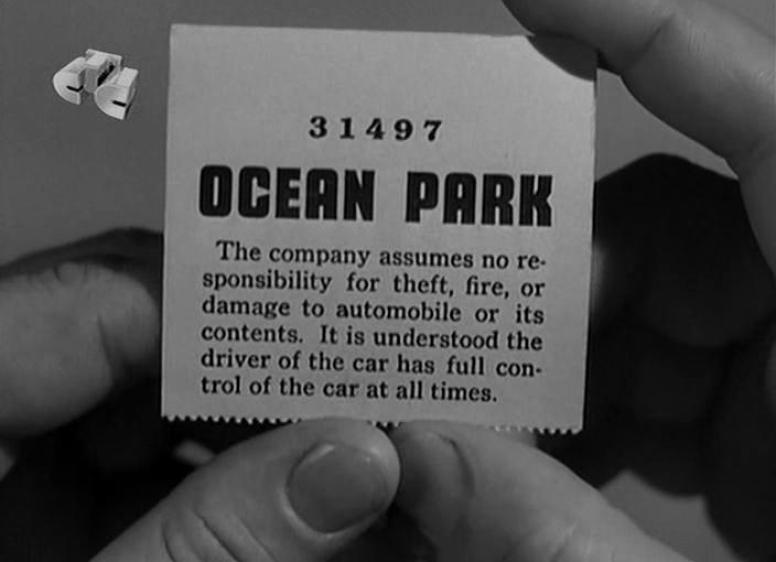 31497
OCEAN PARK
The company assumes no re-
sponsibility for theft, fire, or
damage to automobile or its
contents. It is understood the
driver of the car has full con-
trol of the car at all times.